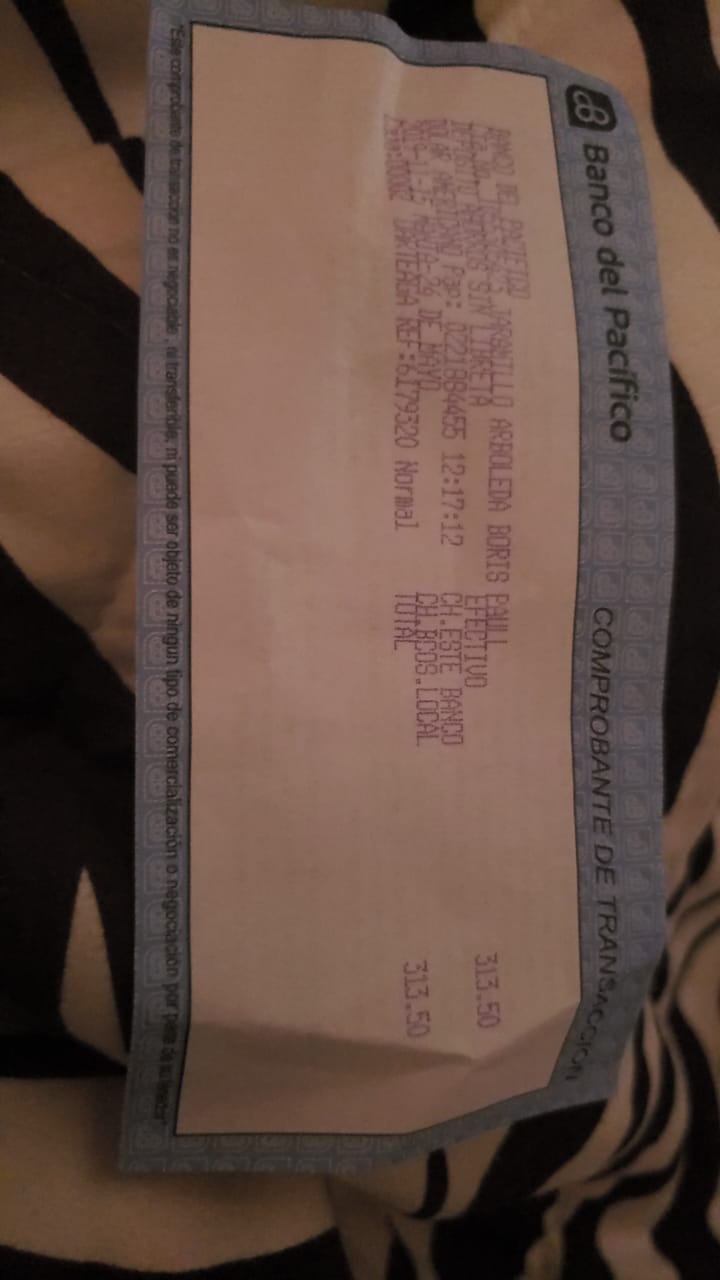 Banco del Pacífico
COMPROBANTE DE TRANSACCION
BANCO DEL PACIFICO
Cta.No. JARAMILLO ARBOLEDA BORIS PAULL
DEPOSITO AHORROS SIN LIBRETA EFECTIVO 313.50
DOLAR AMERICANO Pap: 0221884455 12:17:12 CH.ESTE BANCO
2019-11-15 MANTA-24 DE MAYO CH.BCOS.LOCAL
Caja:00002 DARTEAGA REF:6179320 Normal TOTAL 313.50
"Este comprobante de transaccion no es negociable , ni transferible, ni puede ser objeto de ningun tipo de comercialización o negociación por parte de su tenedor"